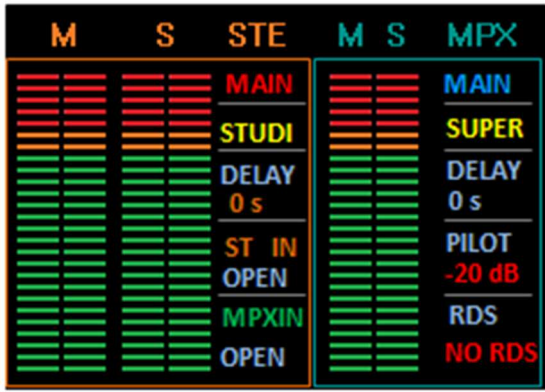 M S STE M S MPX
MAIN
STUDI
DELAY
0 s
ST IN
OPEN
MPXIN
OPEN
MAIN
SUPER
DELAY
0 s
PILOT
-20 dB
RDS
NO RDS